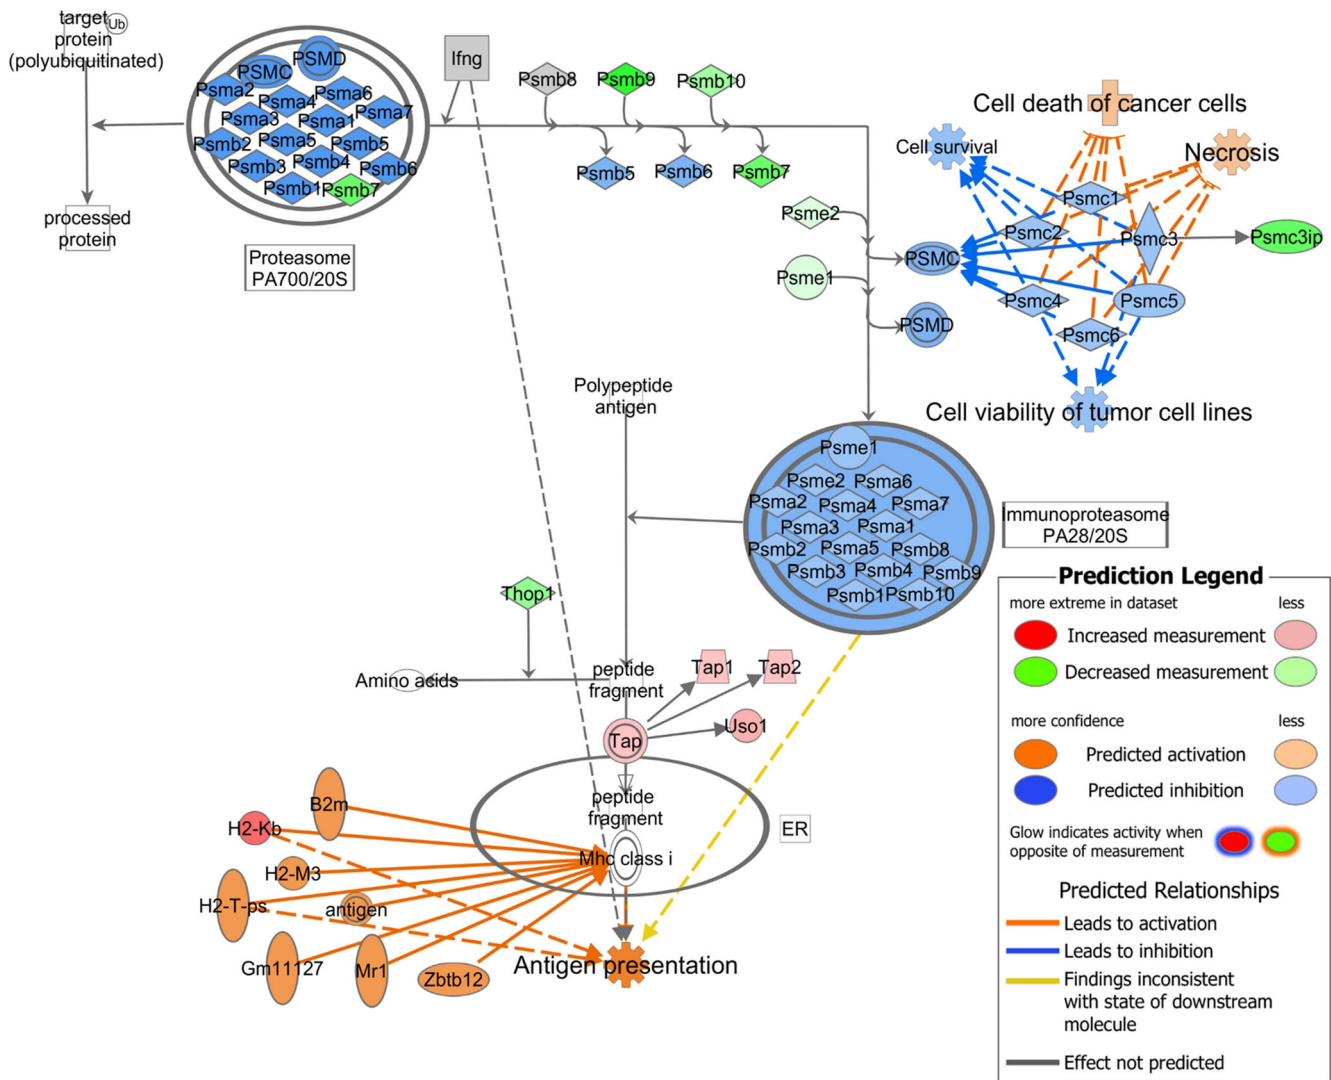 target
protein
(polyubiquitinated)
Ub
processed
protein
PSMC
PSMD
Psma2
Psma4
Psma6
Psma3
Psma1
Psma7
Psmb2
Psma5
Psmb5
Psmb3
Psmb4
Psmb6
Psmb1
Psmb7
Proteasome
PA700/20S
Ifng
Psmb8
Psmb9
Psmb10
Psmb5
Psmb6
Psmb7
Psme2
Psme1
PSMC
PSMD
Cell death of cancer cells
Cell survival
Necrosis
Psmc1
Psmc2
Psmc3
Psmc3ip
Psmc4
Psmc5
Psmc6
Cell viability of tumor cell lines
Polypeptide
antigen
Psme1
Psme2
Psma6
Psma2
Psma4
Psma7
Psma3
Psma1
Psmb2
Psma5
Psmb8
Psmb3
Psmb4
Psmb9
Psmb1
Psmb10
Immunoproteasome
PA28/20S
Thop1
Amino acids
peptide
fragment
Tap1
Tap2
Tap
Uso1
peptide
fragment
ER
Mhc class i
B2m
H2-Kb
H2-M3
H2-T-ps
antigen
Gm11127
Mr1
Zbtb12
Antigen presentation
Prediction Legend
more extreme in dataset less
Increased measurement
Decreased measurement
more confidence less
Predicted activation
Predicted inhibition
Glow indicates activity when
opposite of measurement
Predicted Relationships
Leads to activation
Leads to inhibition
Findings inconsistent
with state of downstream
molecule
Effect not predicted